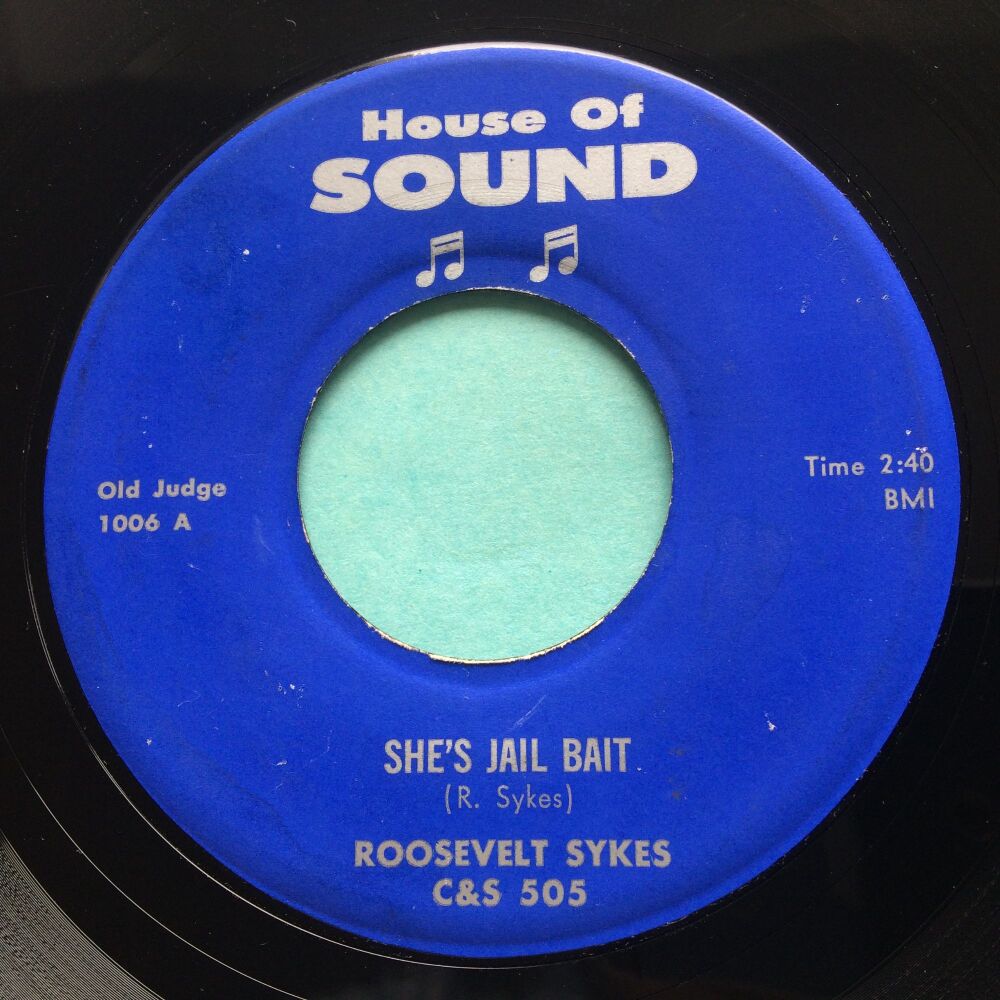 House Of
SOUND
Old Judge
1006 A
Time 2:40
BMI
SHE'S JAIL BAIT
(R. Sykes)
ROOSEVELT SYKES
C&S 505